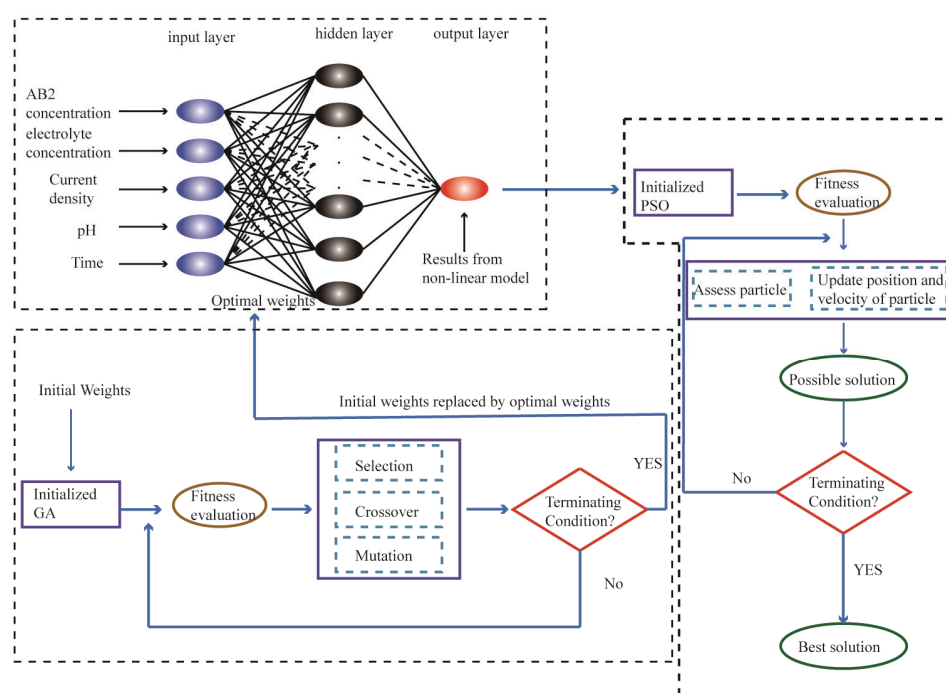 input layer
hidden layer
output layer
AB2
concentration
electrolyte
concentration
Current
density
pH
Time
Results from
non-linear model
Optimal weights
Initialized
PSO
Fitness
evaluation
Assess particle
Update position and
velocity of particle
Possible solution
No
Terminating
Condition?
YES
Best solution
Initial Weights
Initial weights replaced by optimal weights
YES
Initialized
GA
Fitness
evaluation
Selection
Crossover
Mutation
Terminating
Condition?
No